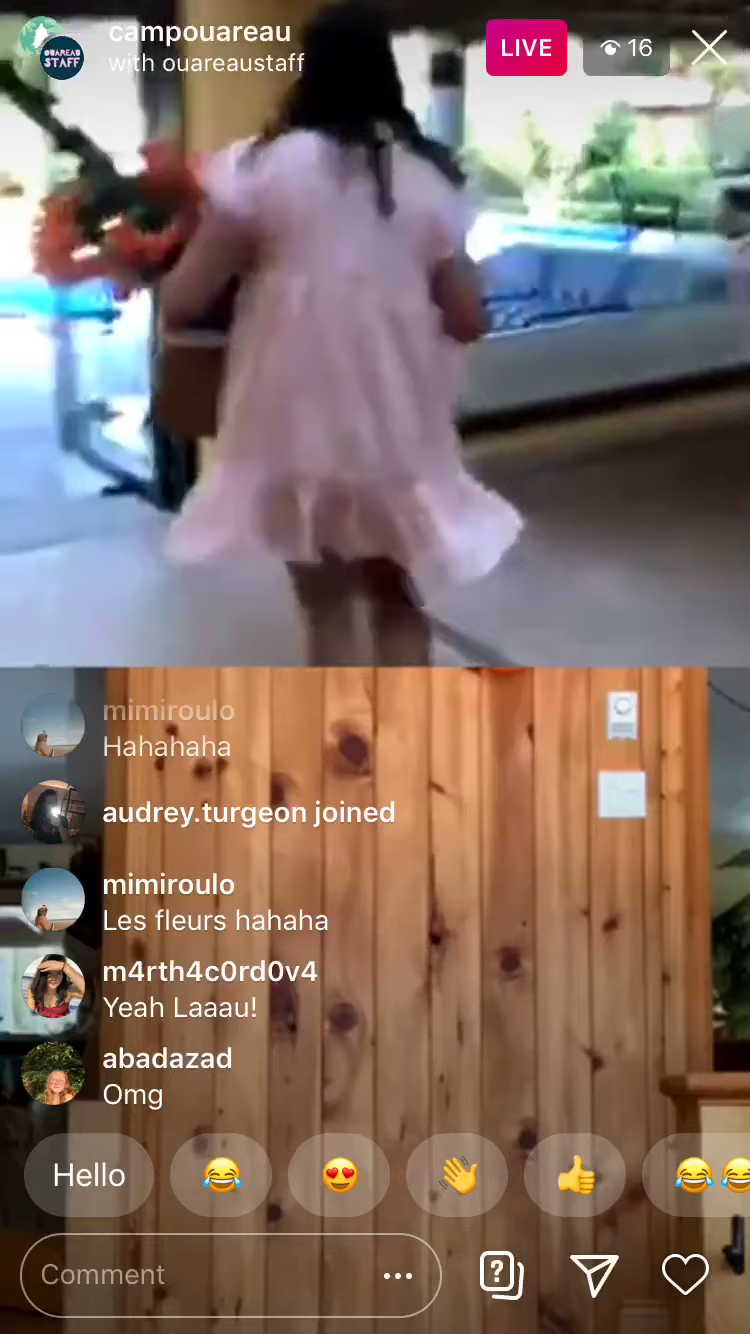 campouareau
with ouareaustaff
OUAREAU
STAFF
LIVE
16
mimiroulo
Hahahaha
audrey.turgeon joined
mimiroulo
Les fleurs hahaha
m4rth4c0rd0v4
Yeah Laaau!
abadazad
Omg
Hello
Comment